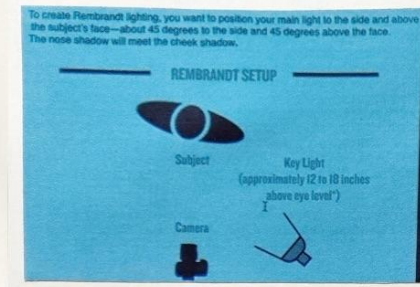 To create Rembrandt lighting, you want to position your main light to the side and above
the subject's face—about 45 degrees to the side and 45 degrees above the face.
The nose shadow will meet the cheek shadow.
REMBRANDT SETUP
Subject
Key Light
(approximately 12 to 18 inches
above eye level*)
Camera